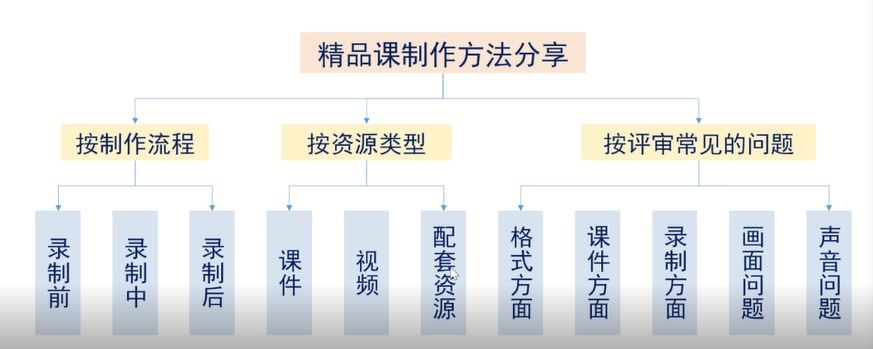 精品课制作方法分享
按制作流程
按资源类型
按评审常见的问题
录制前
录制中
录制后
课件
视频
配套资源
格式方面
课件方面
录制方面
画面问题
声音问题